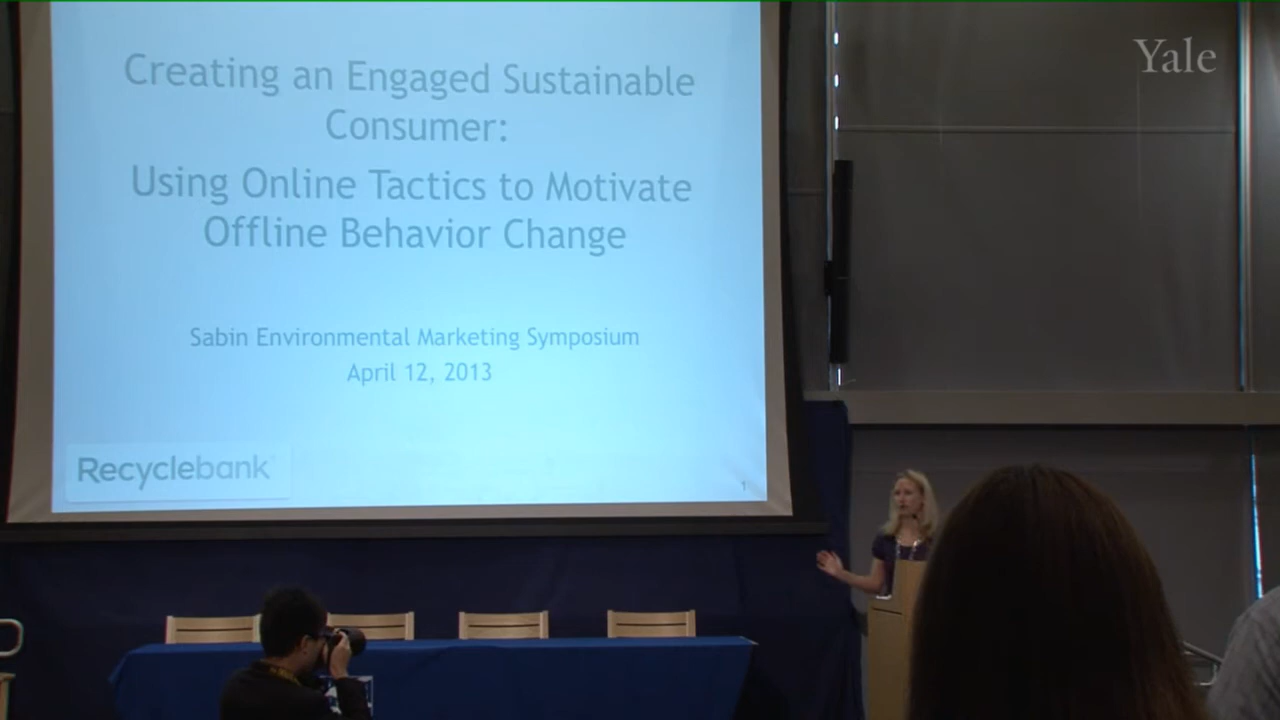 Yale
Creating an Engaged Sustainable
Consumer:
Using Online Tactics to Motivate
Offline Behavior Change
Sabin Environmental Marketing Symposium
April 12, 2013
Recyclebank
1